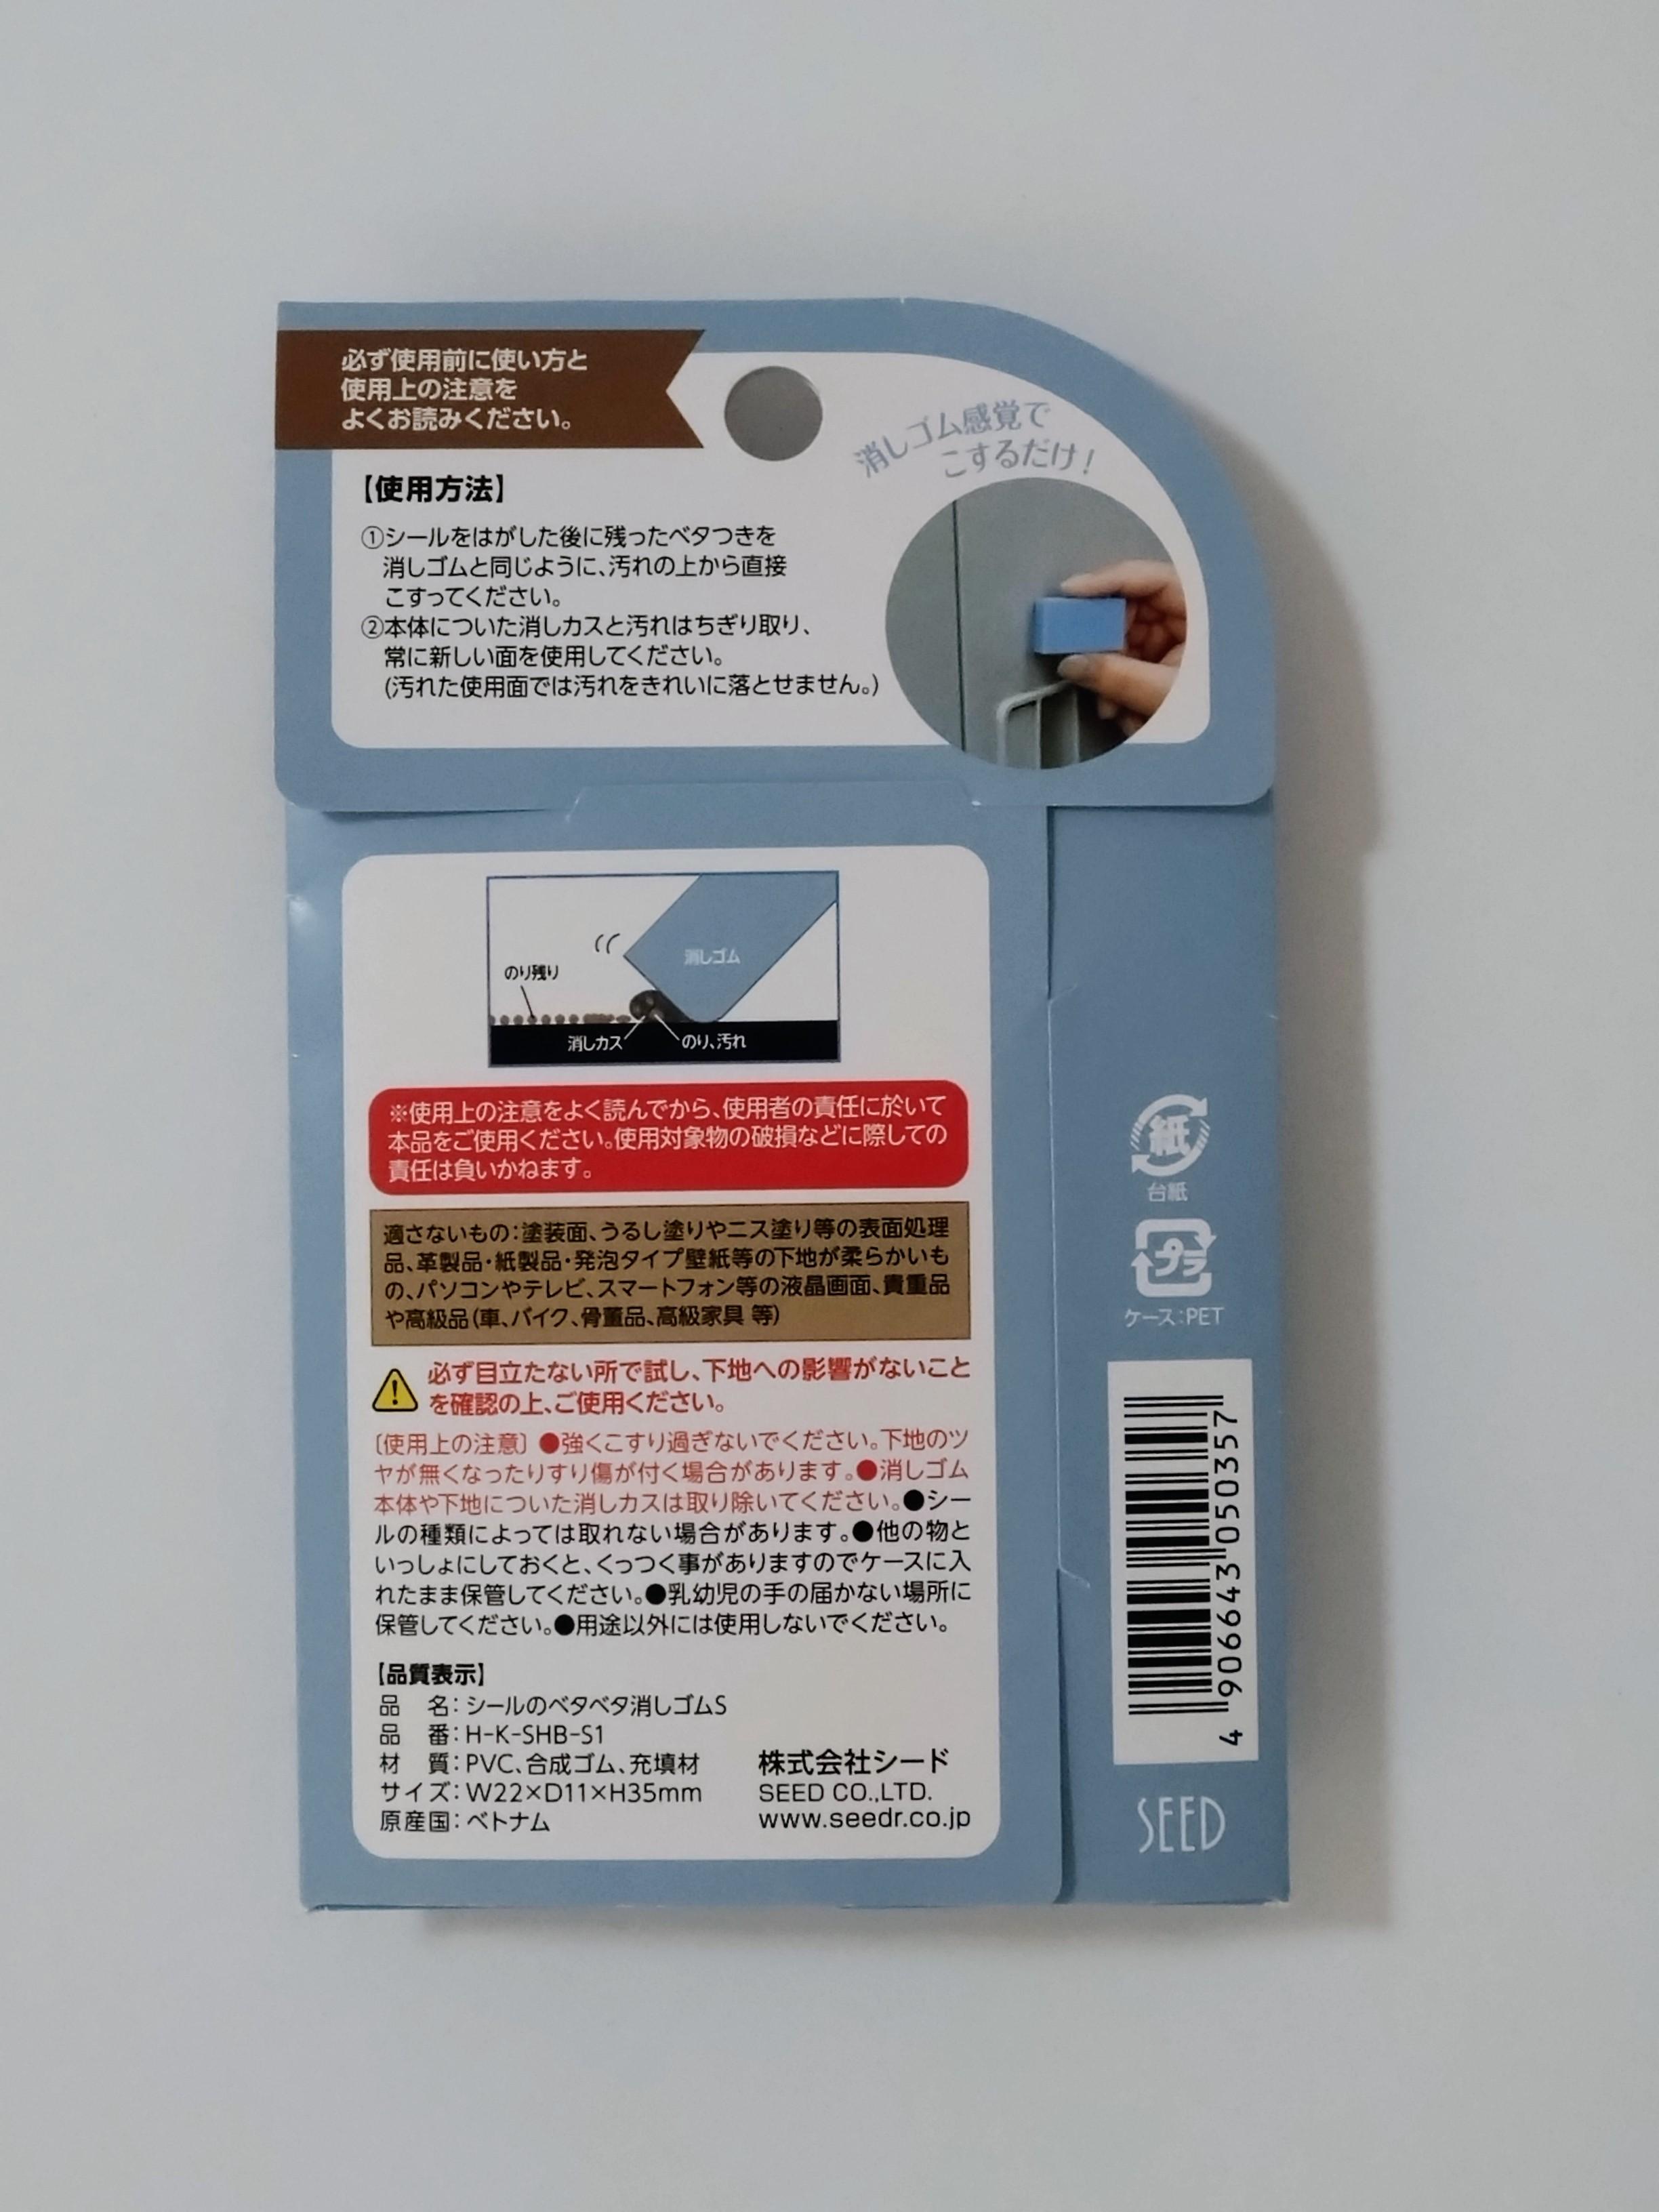 必ず使用前に使い方と
使用上の注意を
よくお読みください。
消しゴム感覚で
こするだけ!
【使用方法】
①シールをはがした後に残ったベタつきを
消しゴムと同じように、汚れの上から直接
こすってください。
②本体についた消しカスと汚れはちぎり取り、
常に新しい面を使用してください。
(汚れた使用面では汚れをきれいに落とせません。)
消しゴム
のり残り
消しカス
のり、汚れ
※使用上の注意をよく読んでから、使用者の責任に於いて
本品をご使用ください。使用対象物の破損などに際しての
責任は負いかねます。
適さないもの:塗装面、うるし塗りやニス塗り等の表面処理
品、革製品・紙製品・発泡タイプ壁紙等の下地が柔らかいも
の、パソコンやテレビ、スマートフォン等の液晶画面、貴重品
や高級品(車、バイク、骨董品、高級家具 等)
必ず目立たない所で試し、下地への影響がないこと
を確認の上、ご使用ください。
〔使用上の注意〕●強くこすり過ぎないでください。下地のツ
ヤが無くなったりすり傷が付く場合があります。●消しゴム
本体や下地についた消しカスは取り除いてください。●シー
ルの種類によっては取れない場合があります。●他の物と
いっしょにしておくと、くっつく事がありますのでケースに入
れたまま保管してください。●乳幼児の手の届かない場所に
保管してください。●用途以外には使用しないでください。
【品質表示】
品 名:シールのベタベタ消しゴムS
品 番:H-K-SHB-S1
材 質:PVC、合成ゴム、充填材
サイズ:W22×D11×H35mm
原産国:ベトナム
株式会社シード
SEED CO.,LTD.
www.seedr.co.jp
紙
台紙
プラ
ケース:PET
4 906643 050357
SEED